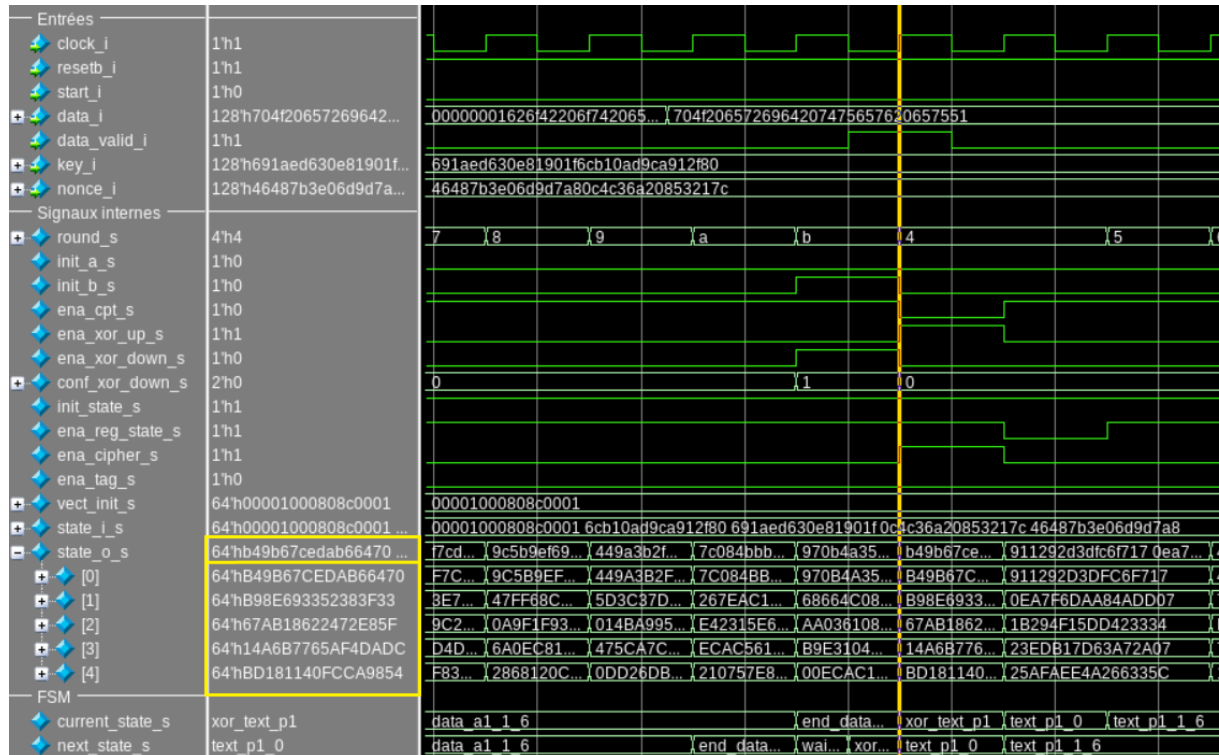 Entrées
clock_i 1'h1
resetb_i 1'h1
start_i 1'h0
data_i 128'h704f20657269642... 00000001626f42206f742065... 704f206572696420747565762 0657551
data_valid_i 1'h1
key_i 128'h691aed630e81901f... 691aed630e81901f6cb10ad9ca912f80
nonce_i 128'h46487b3e06d9d7a... 46487b3e06d9d7a80c4c36a20853217c
Signaux internes
round_s 4'h4 7 8 9 a b 4 5
init_a_s 1'h0
init_b_s 1'h0
ena_cpt_s 1'h0
ena_xor_up_s 1'h1
ena_xor_down_s 1'h0
conf_xor_down_s 2'h0 0 1 0
init_state_s 1'h1
ena_reg_state_s 1'h1
ena_cipher_s 1'h1
ena_tag_s 1'h0
vect_init_s 64'h00001000808c0001 00001000808c0001
state_i_s 64'h00001000808c0001 ... 00001000808c0001 6cb10ad9ca912f80 691aed630e81901f 0c4c36a20853217c 46487b3e06d9d7a8
state_o_s 64'hb49b67cedab66470 ... f7cd... 9c5b9ef69... 449a3b2f... 7c084bbb... 970b4a35... b49b67ce... 911292d3dfc6f717 0ea7...
[0] 64'hB49B67CEDAB66470 F7C... 9C5B9EF... 449A3B2F... 7C084BB... 970B4A35... B49B67C... 911292D3DFC6F717
[1] 64'hB98E693352383F33 3E7... 47FF68C... 5D3C37D... 267EAC1... 68664C08... B98E6933... 0EA7F6DAA84ADD07
[2] 64'h67AB18622472E85F 9C2... 0A9F1F93... 014BA995... E42315E6... AA036108... 67AB1862... 1B294F15DD423334
[3] 64'h14A6B7765AF4DADC D4D... 6A0EC81... 475CA7C... ECAC561... B9E3104... 14A6B776... 23EDB17D63A72A07
[4] 64'hBD181140FCCA9854 F83... 2868120C... 0DD26DB... 210757E8... 00ECAC1... BD181140... 25AFAEE4A266335C
FSM
current_state_s xor_text_p1 data_a1_1_6 end_data... xor_text_p1 text_p1_0 text_p1_1_6
next_state_s text_p1_0 data_a1_1_6 end_data... wai... xor... text_p1_0 text_p1_1_6